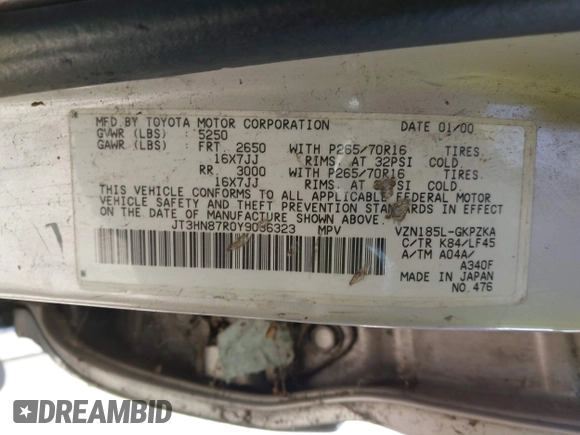 MFD.BY TOYOTA MOTOR CORPORATION DATE 01/00
GVWR (LBS) 5250
GAWR (LBS) FRT. 2650 WITH P265/70R16 TIRES
16X7JJ RIMS. AT 32PSI COLD.
RR. 3000 WITH P265/70R16 TIRES
16X7JJ RIMS. AT PSI COLD.
THIS VEHICLE CONFORMS TO ALL APPLICABLE FEDERAL MOTOR
VEHICLE SAFETY AND THEFT PREVENTION STANDARDS IN EFFECT
ON THE DATE OF MANUFACTURE SHOWN ABOVE.
JT3HN87R0Y9036323 MPV VZN185L-GKPZKA
C/TR K84/LF45
A/TM A04A/
A340F
MADE IN JAPAN
NO.476
DREAMBID